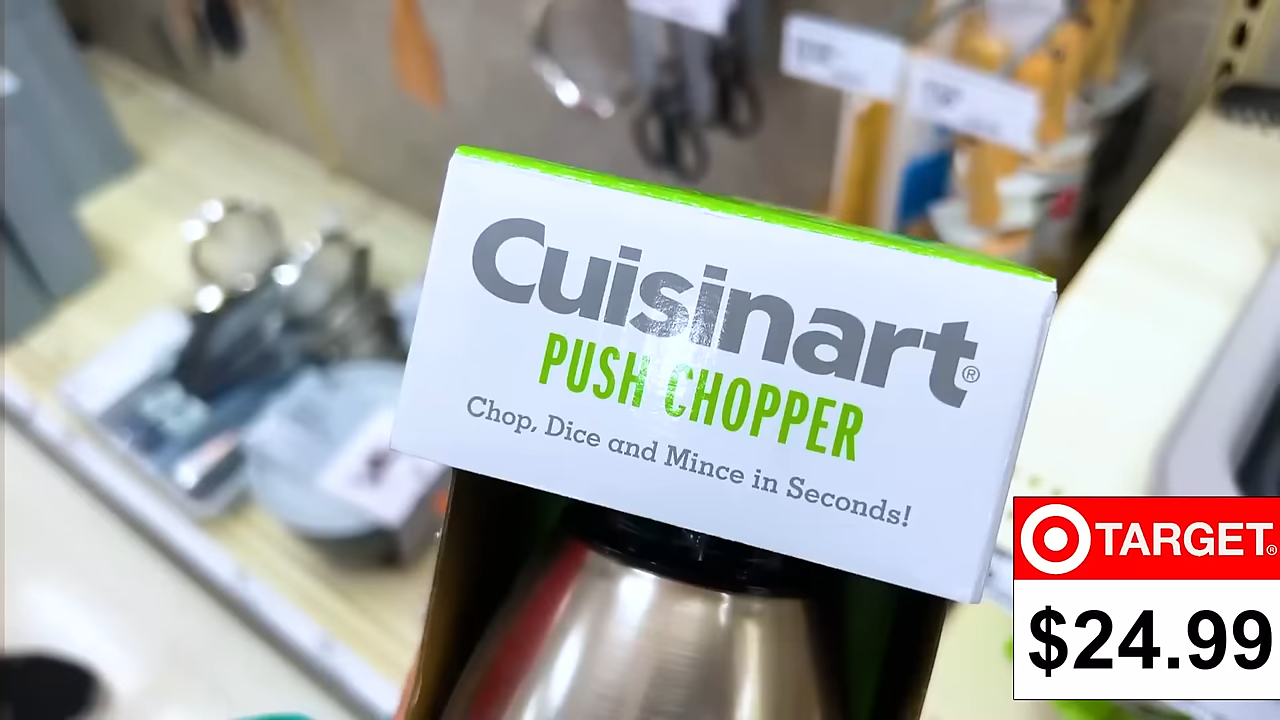 Cuisinart®
PUSH CHOPPER
Chop, Dice and Mince in Seconds!
TARGET®
$24.99